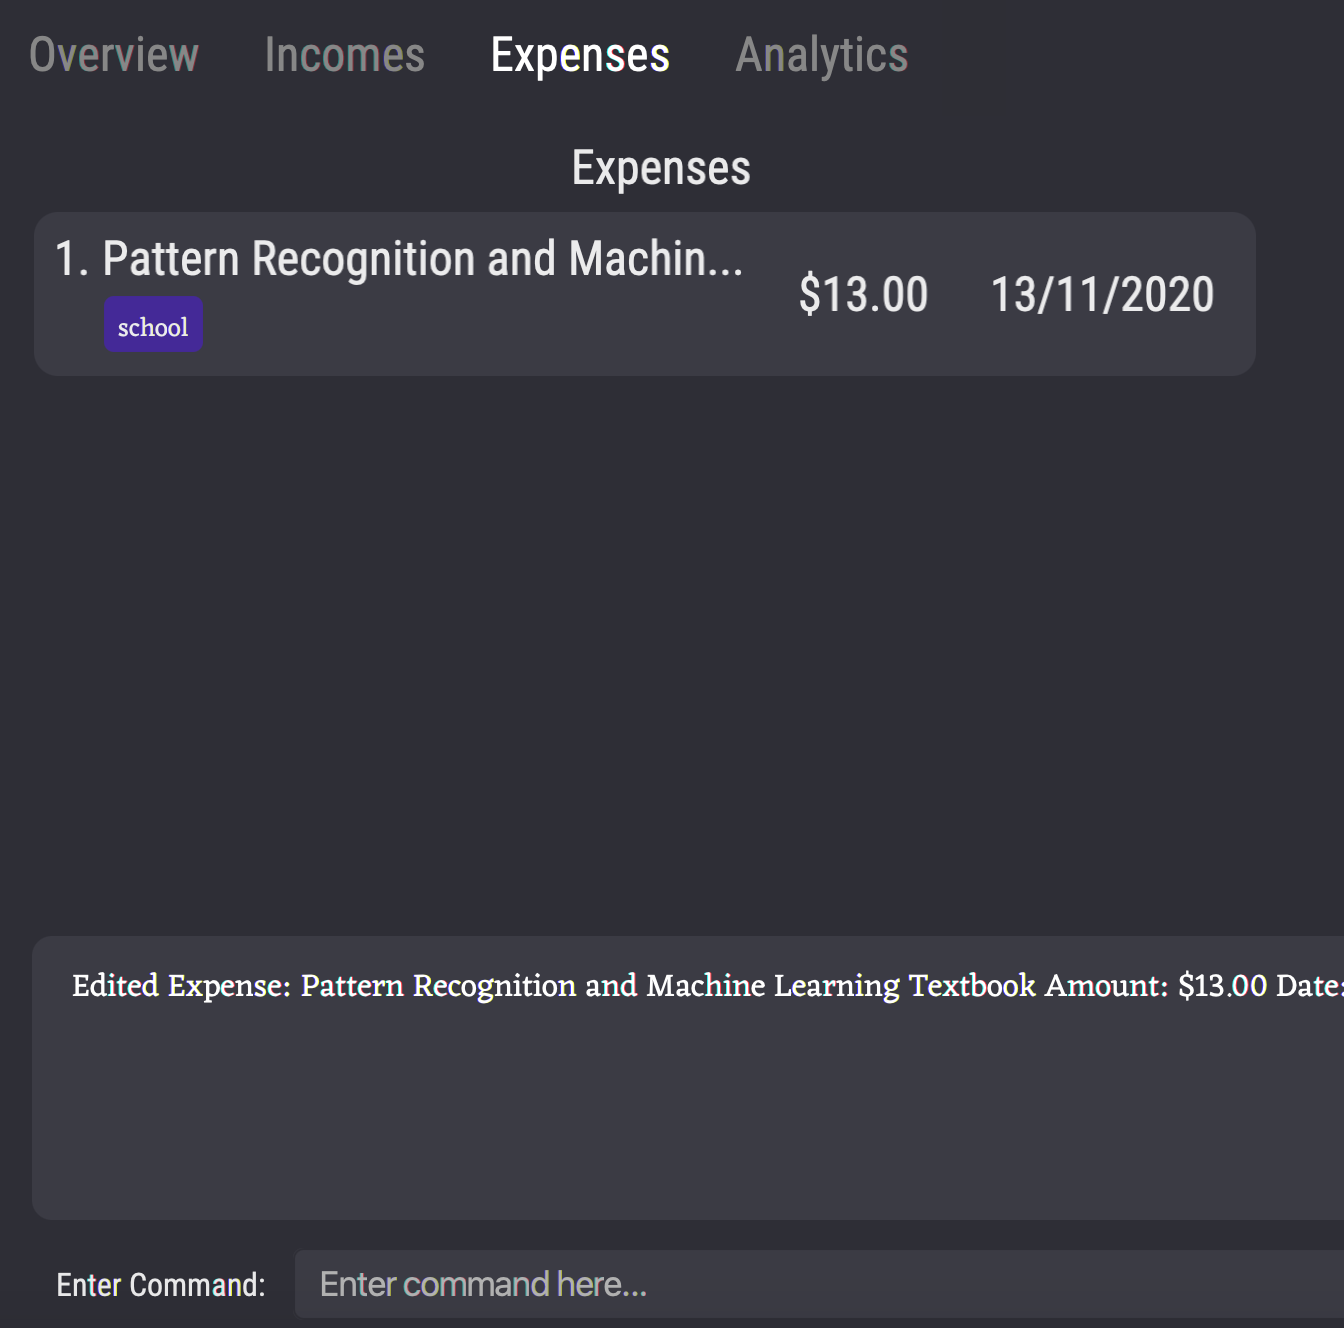 Overview Incomes Expenses Analytics
Expenses
1. Pattern Recognition and Machin... $13.00 13/11/2020
school
Edited Expense: Pattern Recognition and Machine Learning Textbook Amount: $13.00 Date:
Enter Command: Enter command here...